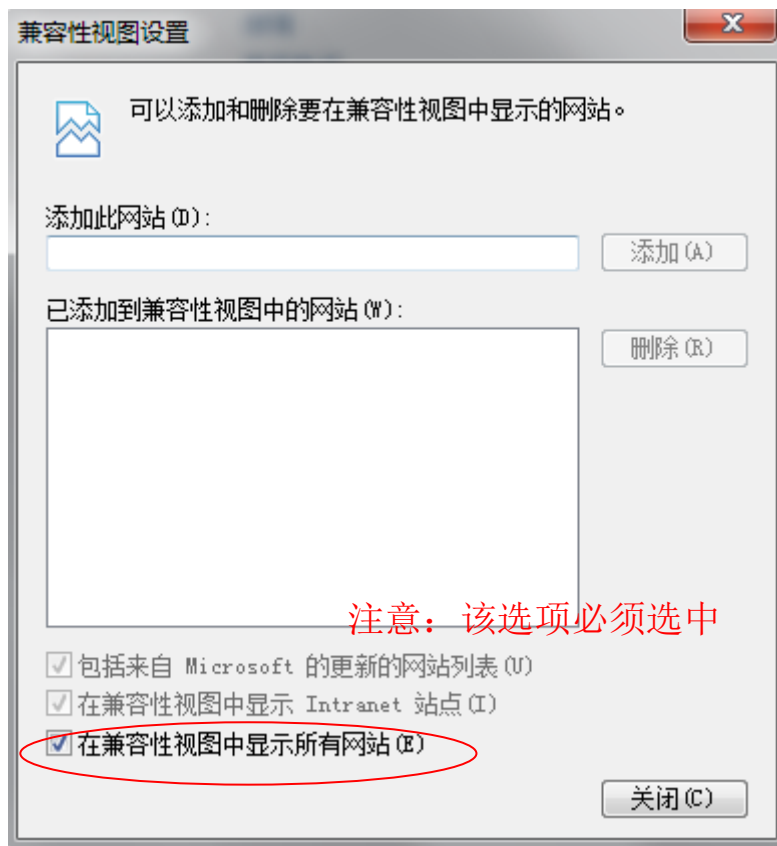 兼容性视图设置
可以添加和删除要在兼容性视图中显示的网站。
添加此网站(D):
添加(A)
已添加到兼容性视图中的网站(W):
删除(R)
注意：该选项必须选中
包括来自 Microsoft 的更新的网站列表(U)
在兼容性视图中显示 Intranet 站点(I)
在兼容性视图中显示所有网站(E)
关闭(C)